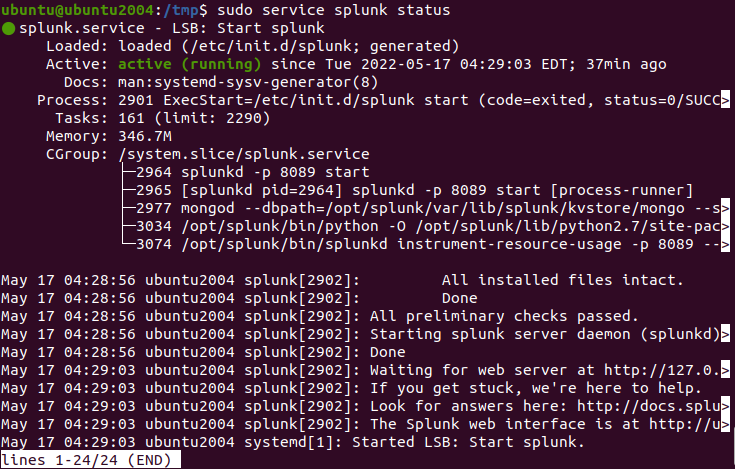 ubuntu@ubuntu2004:/tmp$ sudo service splunk status
● splunk.service - LSB: Start splunk
     Loaded: loaded (/etc/init.d/splunk; generated)
     Active: active (running) since Tue 2022-05-17 04:29:03 EDT; 37min ago
       Docs: man:systemd-sysv-generator(8)
    Process: 2901 ExecStart=/etc/init.d/splunk start (code=exited, status=0/SUCC>
      Tasks: 161 (limit: 2290)
     Memory: 346.7M
     CGroup: /system.slice/splunk.service
             ├─2964 splunkd -p 8089 start
             ├─2965 [splunkd pid=2964] splunkd -p 8089 start [process-runner]
             ├─2977 mongod --dbpath=/opt/splunk/var/lib/splunk/kvstore/mongo --s>
             ├─3034 /opt/splunk/bin/python -O /opt/splunk/lib/python2.7/site-pac>
             └─3074 /opt/splunk/bin/splunkd instrument-resource-usage -p 8089 -->
May 17 04:28:56 ubuntu2004 splunk[2902]:         All installed files intact.
May 17 04:28:56 ubuntu2004 splunk[2902]:         Done
May 17 04:28:56 ubuntu2004 splunk[2902]: All preliminary checks passed.
May 17 04:28:56 ubuntu2004 splunk[2902]: Starting splunk server daemon (splunkd)>
May 17 04:28:56 ubuntu2004 splunk[2902]: Done
May 17 04:29:03 ubuntu2004 splunk[2902]: Waiting for web server at http://127.0.>
May 17 04:29:03 ubuntu2004 splunk[2902]: If you get stuck, we're here to help.
May 17 04:29:03 ubuntu2004 splunk[2902]: Look for answers here: http://docs.splu>
May 17 04:29:03 ubuntu2004 splunk[2902]: The Splunk web interface is at http://u>
May 17 04:29:03 ubuntu2004 systemd[1]: Started LSB: Start splunk.
lines 1-24/24 (END)